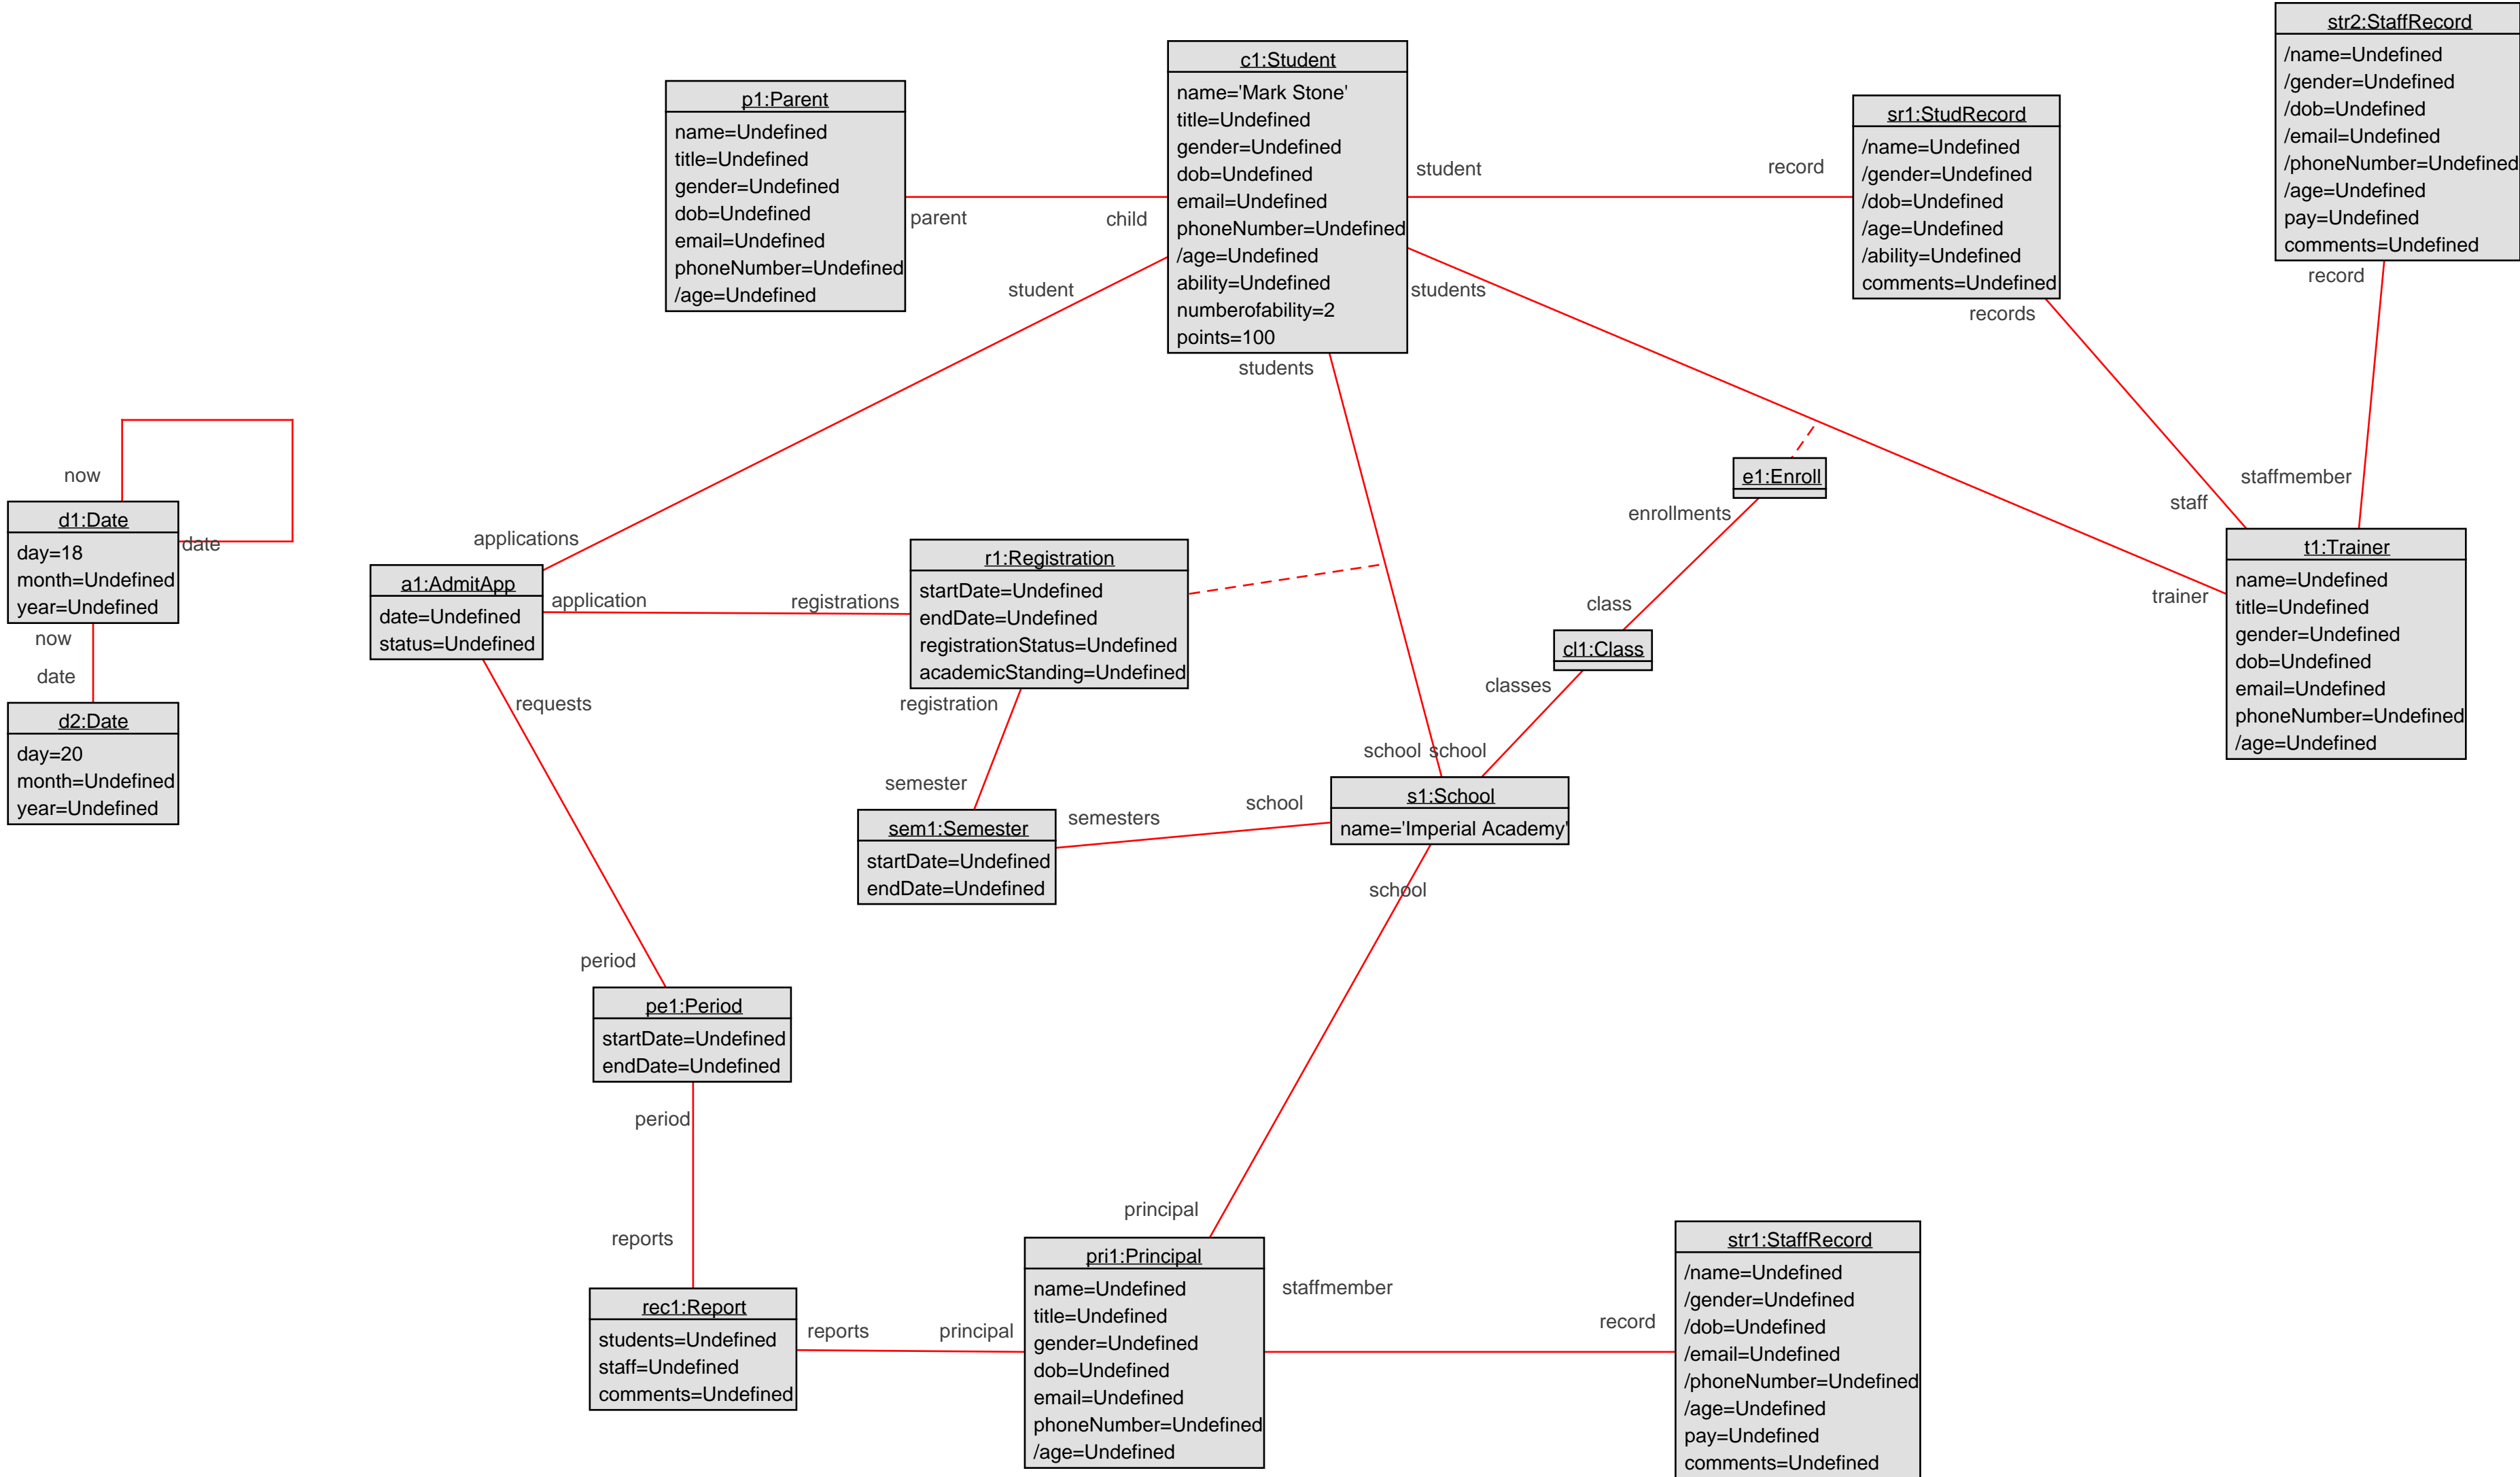 str2:StaffRecord
/name=Undefined
/gender=Undefined
/dob=Undefined
/email=Undefined
/phoneNumber=Undefined
/age=Undefined
pay=Undefined
comments=Undefined
record
c1:Student
name='Mark Stone'
title=Undefined
gender=Undefined
dob=Undefined
email=Undefined
phoneNumber=Undefined
/age=Undefined
ability=Undefined
numberofability=2
points=100
p1:Parent
name=Undefined
title=Undefined
gender=Undefined
dob=Undefined
email=Undefined
phoneNumber=Undefined
/age=Undefined
parent
child
student
record
sr1:StudRecord
/name=Undefined
/gender=Undefined
/dob=Undefined
/age=Undefined
/ability=Undefined
comments=Undefined
student
students
records
students
now
d1:Date
day=18
month=Undefined
year=Undefined
date
now
date
d2:Date
day=20
month=Undefined
year=Undefined
applications
a1:AdmitApp
date=Undefined
status=Undefined
application
registrations
r1:Registration
startDate=Undefined
endDate=Undefined
registrationStatus=Undefined
academicStanding=Undefined
e1:Enroll
enrollments
class
cl1:Class
classes
staffmember
staff
trainer
t1:Trainer
name=Undefined
title=Undefined
gender=Undefined
dob=Undefined
email=Undefined
phoneNumber=Undefined
/age=Undefined
requests
registration
semester
sem1:Semester
startDate=Undefined
endDate=Undefined
semesters
school
school
school
s1:School
name='Imperial Academy'
school
period
pe1:Period
startDate=Undefined
endDate=Undefined
period
reports
rec1:Report
students=Undefined
staff=Undefined
comments=Undefined
reports
principal
principal
pri1:Principal
name=Undefined
title=Undefined
gender=Undefined
dob=Undefined
email=Undefined
phoneNumber=Undefined
/age=Undefined
staffmember
record
str1:StaffRecord
/name=Undefined
/gender=Undefined
/dob=Undefined
/email=Undefined
/phoneNumber=Undefined
/age=Undefined
pay=Undefined
comments=Undefined